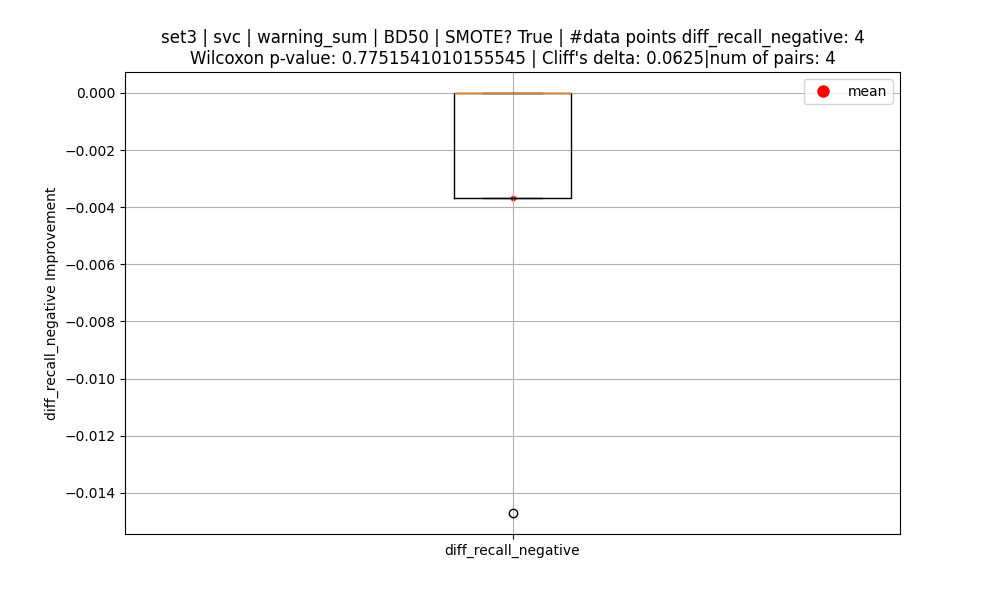 set3 | svc | warning_sum | BD50 | SMOTE? True | #data points diff_recall_negative: 4
Wilcoxon p-value: 0.7751541010155545 | Cliff's delta: 0.0625|num of pairs: 4
mean
0.000
−0.002
−0.004
−0.006
−0.008
−0.010
−0.012
−0.014
diff_recall_negative Improvement
diff_recall_negative